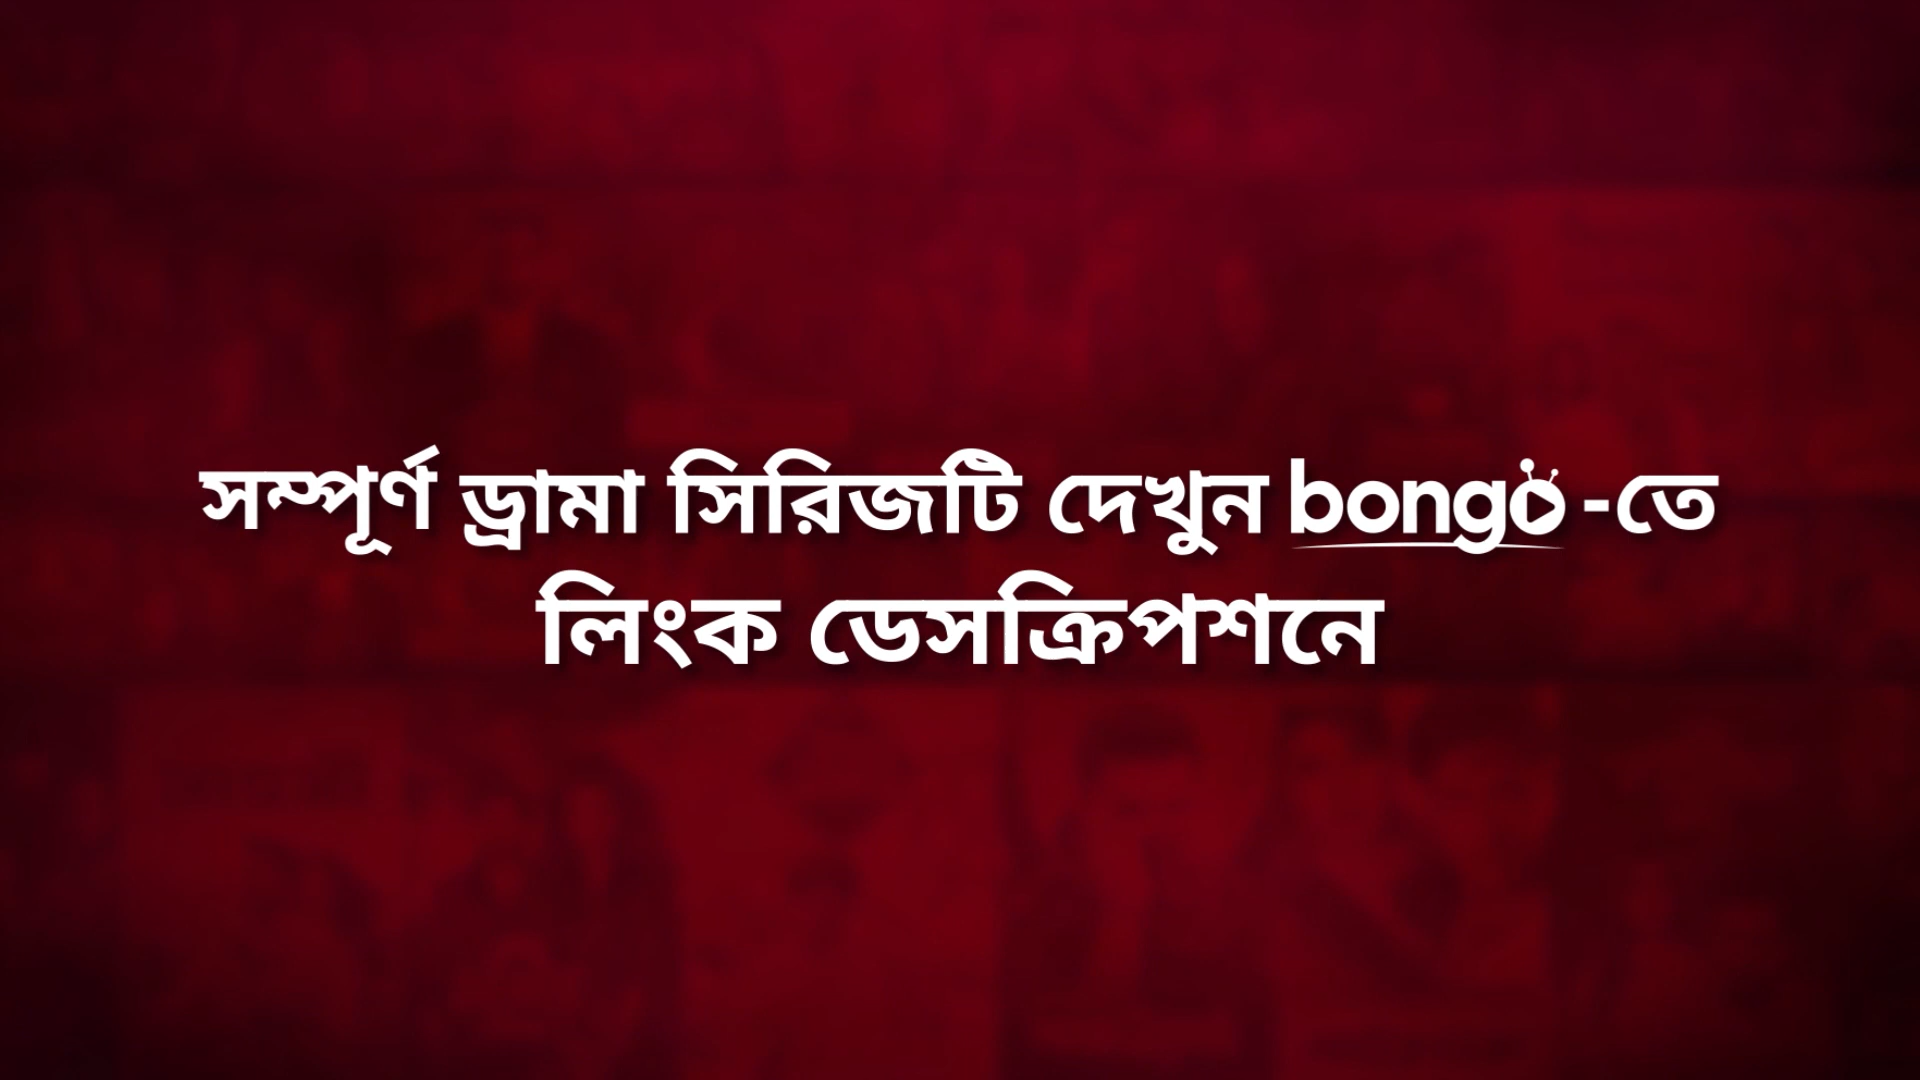 সম্পূর্ণ ড্রামা সিরিজটি দেখুন bongo -তে
লিংক ডেসক্রিপশনে